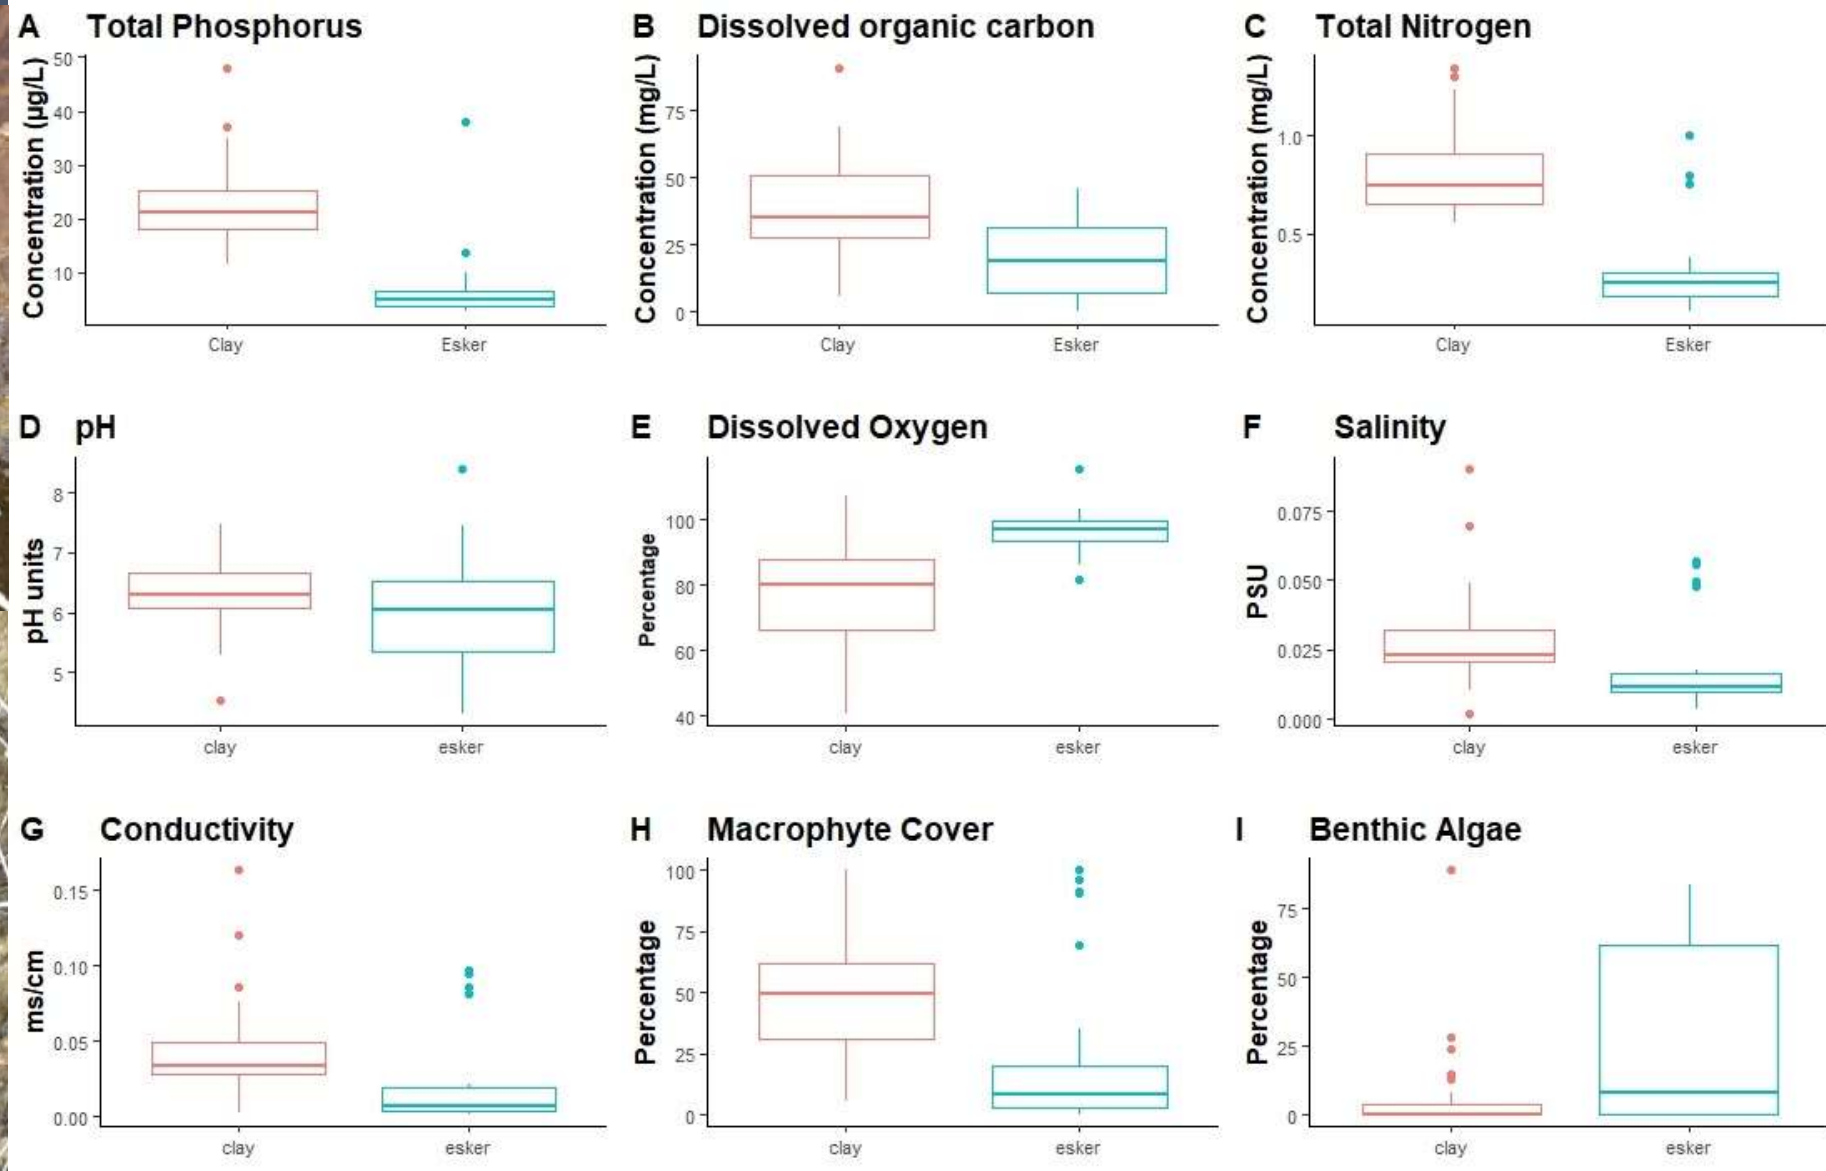 A Total Phosphorus
Concentration (µg/L)
50
40
30
20
10
Clay Esker
B Dissolved organic carbon
Concentration (mg/L)
75
50
25
0
Clay Esker
C Total Nitrogen
Concentration (mg/L)
1.0
0.5
Clay Esker
D pH
pH units
8
7
6
5
clay esker
E Dissolved Oxygen
Percentage
100
80
60
40
clay esker
F Salinity
PSU
0.075
0.050
0.025
0.000
clay esker
G Conductivity
ms/cm
0.15
0.10
0.05
0.00
clay esker
H Macrophyte Cover
Percentage
100
75
50
25
0
clay esker
I Benthic Algae
Percentage
75
50
25
0
clay esker